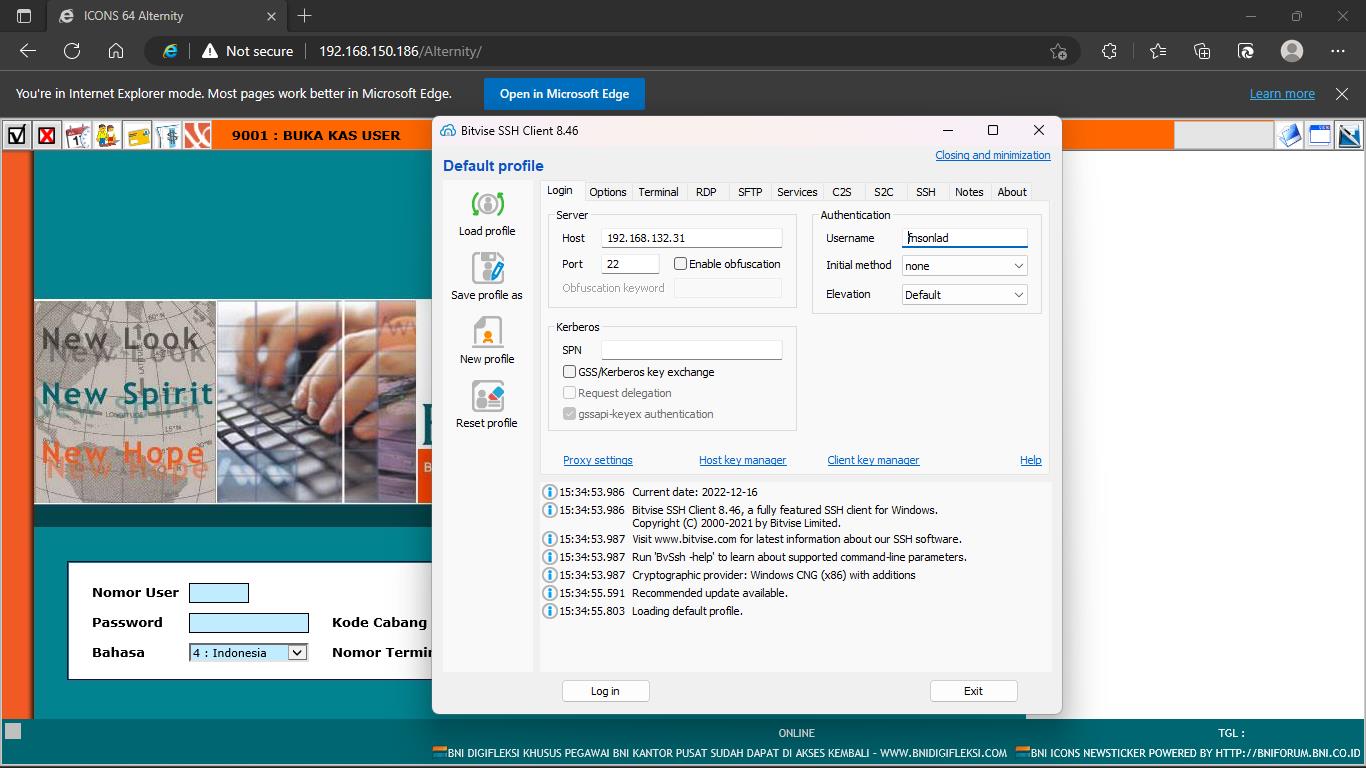 ICONS 64 Alternity
Not secure
192.168.150.186/Alternity/
You're in Internet Explorer mode. Most pages work better in Microsoft Edge.
Open in Microsoft Edge
Learn more
9001 : BUKA KAS USER
New Look
New Spirit
New Hope
Nomor User
Password
Kode Cabang
Bahasa
4 : Indonesia
Nomor Termin
Bitvise SSH Client 8.46
Default profile
Closing and minimization
Load profile
Save profile as
New profile
Reset profile
Login Options Terminal RDP SFTP Services C2S S2C SSH Notes About
Server
Host 192.168.132.31
Port 22 Enable obfuscation
Obfuscation keyword
Authentication
Username
Initial method none
Elevation Default
Kerberos
SPN
GSS/Kerberos key exchange
Request delegation
gssapi-keyex authentication
Proxy settings Host key manager Client key manager Help
15:34:53.986 Current date: 2022-12-16
15:34:53.986 Bitvise SSH Client 8.46, a fully featured SSH client for Windows.
Copyright (C) 2000-2021 by Bitvise Limited.
15:34:53.987 Visit www.bitvise.com for latest information about our SSH software.
15:34:53.987 Run 'BvSsh -help' to learn about supported command-line parameters.
15:34:53.987 Cryptographic provider: Windows CNG (x86) with additions
15:34:55.591 Recommended update available.
15:34:55.803 Loading default profile.
Log in
Exit
ONLINE
TGL :
BNI DIGIFLEKSI KHUSUS PEGAWAI BNI KANTOR PUSAT SUDAH DAPAT DI AKSES KEMBALI - WWW.BNIDIGIFLEKSI.COM
BNI ICONS NEWSTICKER POWERED BY HTTP://BNIFORUM.BNI.CO.ID